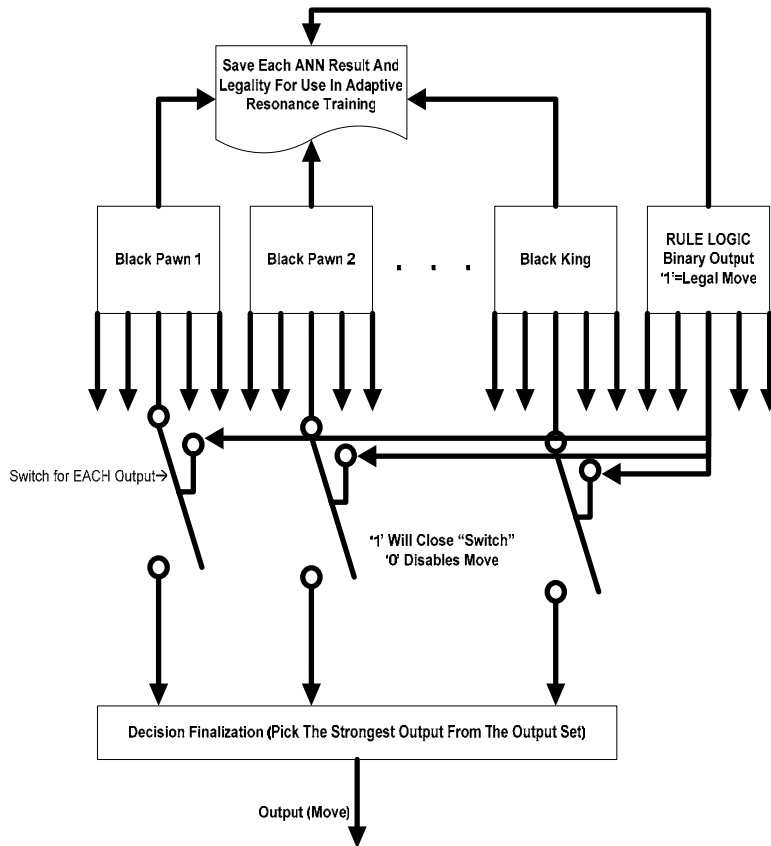 Save Each ANN Result And
Legality For Use In Adaptive
Resonance Training
Black Pawn 1
Black Pawn 2
. . .
Black King
RULE LOGIC
Binary Output
‘1’=Legal Move
Switch for EACH Output→
‘1’ Will Close “Switch”
‘0’ Disables Move
Decision Finalization (Pick The Strongest Output From The Output Set)
Output (Move)